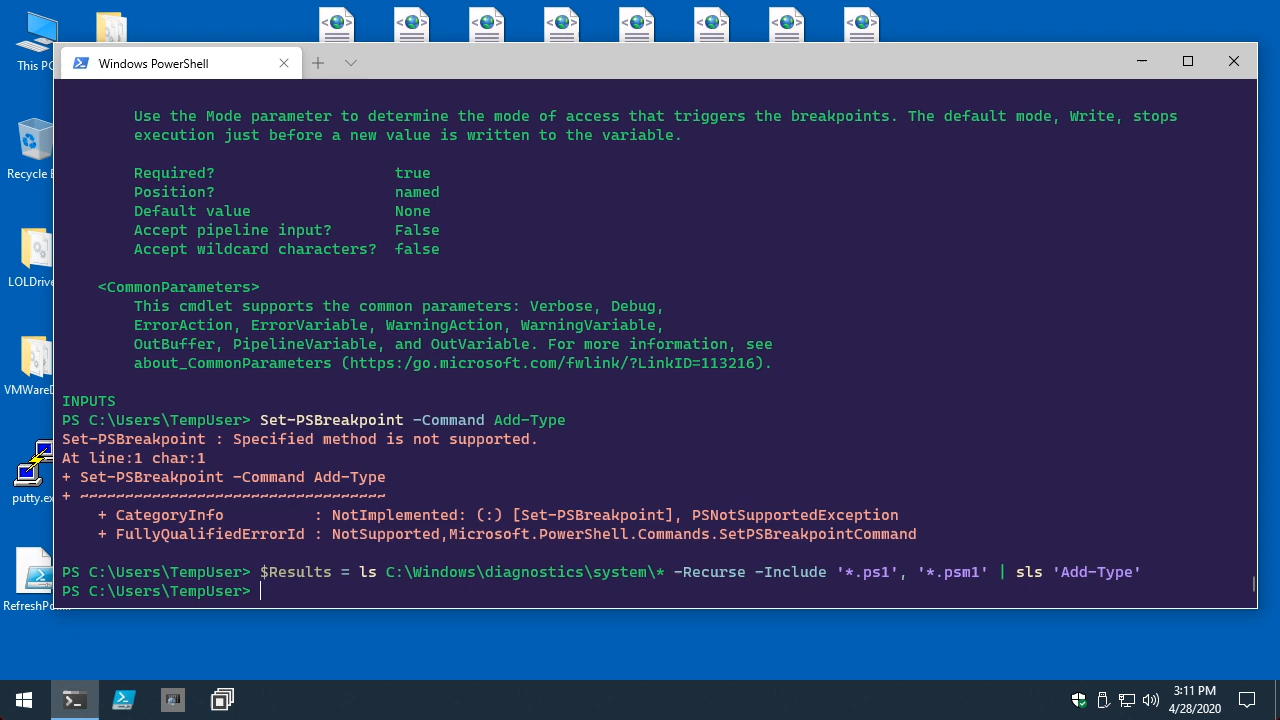 This PC
Recycle B
LOLDrive
VMWareD
putty.ex
RefreshPo...
Windows PowerShell
Use the Mode parameter to determine the mode of access that triggers the breakpoints. The default mode, Write, stops
execution just before a new value is written to the variable.
Required? true
Position? named
Default value None
Accept pipeline input? False
Accept wildcard characters? false
<CommonParameters>
This cmdlet supports the common parameters: Verbose, Debug,
ErrorAction, ErrorVariable, WarningAction, WarningVariable,
OutBuffer, PipelineVariable, and OutVariable. For more information, see
about_CommonParameters (https:/go.microsoft.com/fwlink/?LinkID=113216).
INPUTS
PS C:\Users\TempUser> Set-PSBreakpoint -Command Add-Type
Set-PSBreakpoint : Specified method is not supported.
At line:1 char:1
+ Set-PSBreakpoint -Command Add-Type
+ ~~~~~~~~~~~~~~~~~~~~~~~~~~~~~~~~~~
+ CategoryInfo : NotImplemented: (:) [Set-PSBreakpoint], PSNotSupportedException
+ FullyQualifiedErrorId : NotSupported,Microsoft.PowerShell.Commands.SetPSBreakpointCommand
PS C:\Users\TempUser> $Results = ls C:\Windows\diagnostics\system\* -Recurse -Include '*.ps1', '*.psm1' | sls 'Add-Type'
PS C:\Users\TempUser>
3:11 PM
4/28/2020